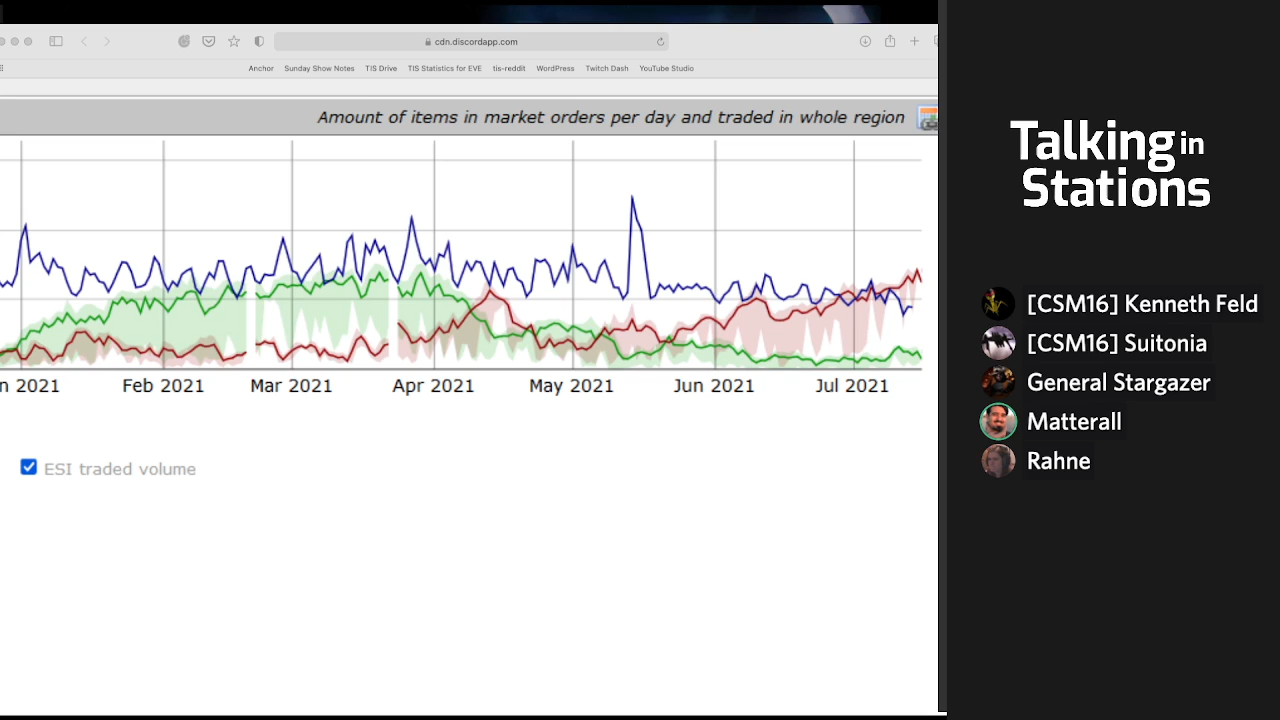 cdn.discordapp.com
Anchor Sunday Show Notes TIS Drive TIS Statistics for EVE tis-reddit WordPress Twitch Dash YouTube Studio
Amount of items in market orders per day and traded in whole region
n 2021 Feb 2021 Mar 2021 Apr 2021 May 2021 Jun 2021 Jul 2021
ESI traded volume
Talking in
Stations
[CSM16] Kenneth Feld
[CSM16] Suitonia
General Stargazer
Matterall
Rahne